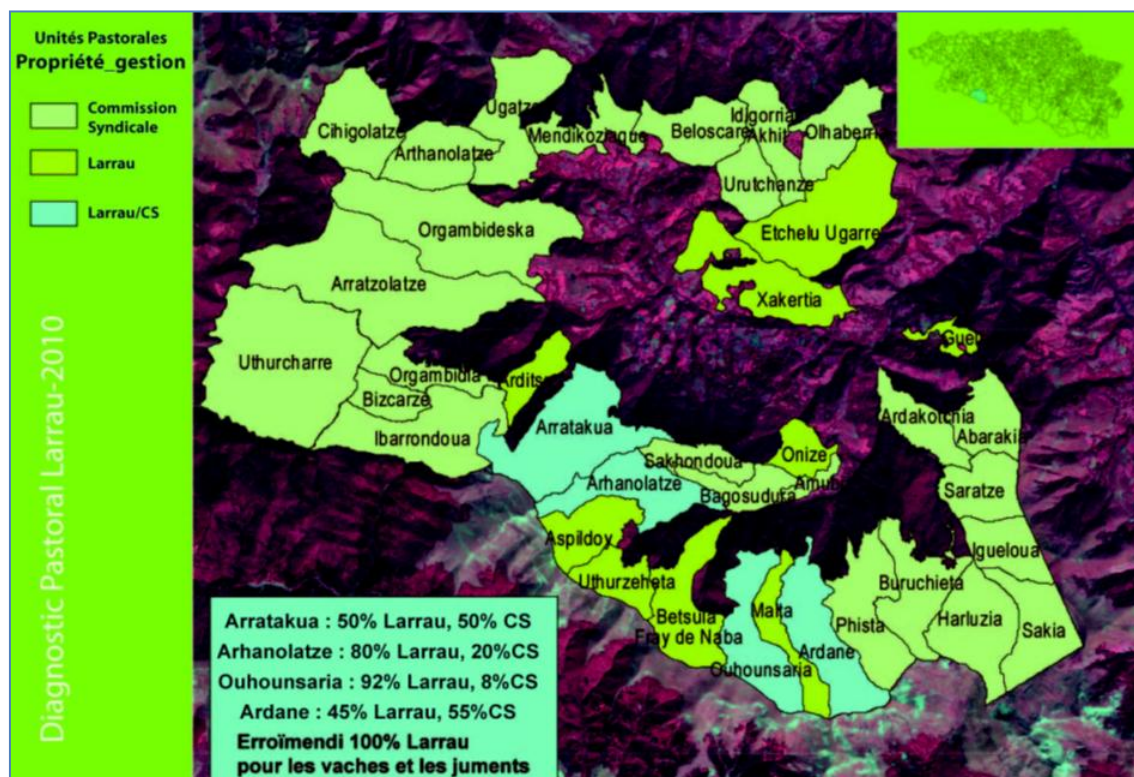 Unités Pastorales
Propriété_gestion
Commission
Syndicale
Larrau
Larrau/CS
Diagnostic Pastoral Larrau-2010
Cihigolatze
Arthanolatze
Ugatze
Mendikoziague
Beloscare
Idigorria
Akhit
Olhaberri
Urutchanze
Etchelu Ugarre
Xakertia
Orgambideska
Arratzolatze
Uthurcharre
Orgambidia
Bizcarze
Ibarrondoua
Ardits
Arratakua
Sakhondoua
Onize
Arhanolatze
Bagosudura
Aspildoy
Uthurzeheta
Betsula
Fray de Naba
Malta
Ouhounsaria
Ardane
Phista
Buruchieta
Harluzia
Sakia
Igueloua
Saratze
Abarakia
Ardakotchia
Arratakua : 50% Larrau, 50% CS
Arhanolatze : 80% Larrau, 20%CS
Ouhounsaria : 92% Larrau, 8%CS
Ardane : 45% Larrau, 55%CS
Erroïmendi 100% Larrau
pour les vaches et les juments